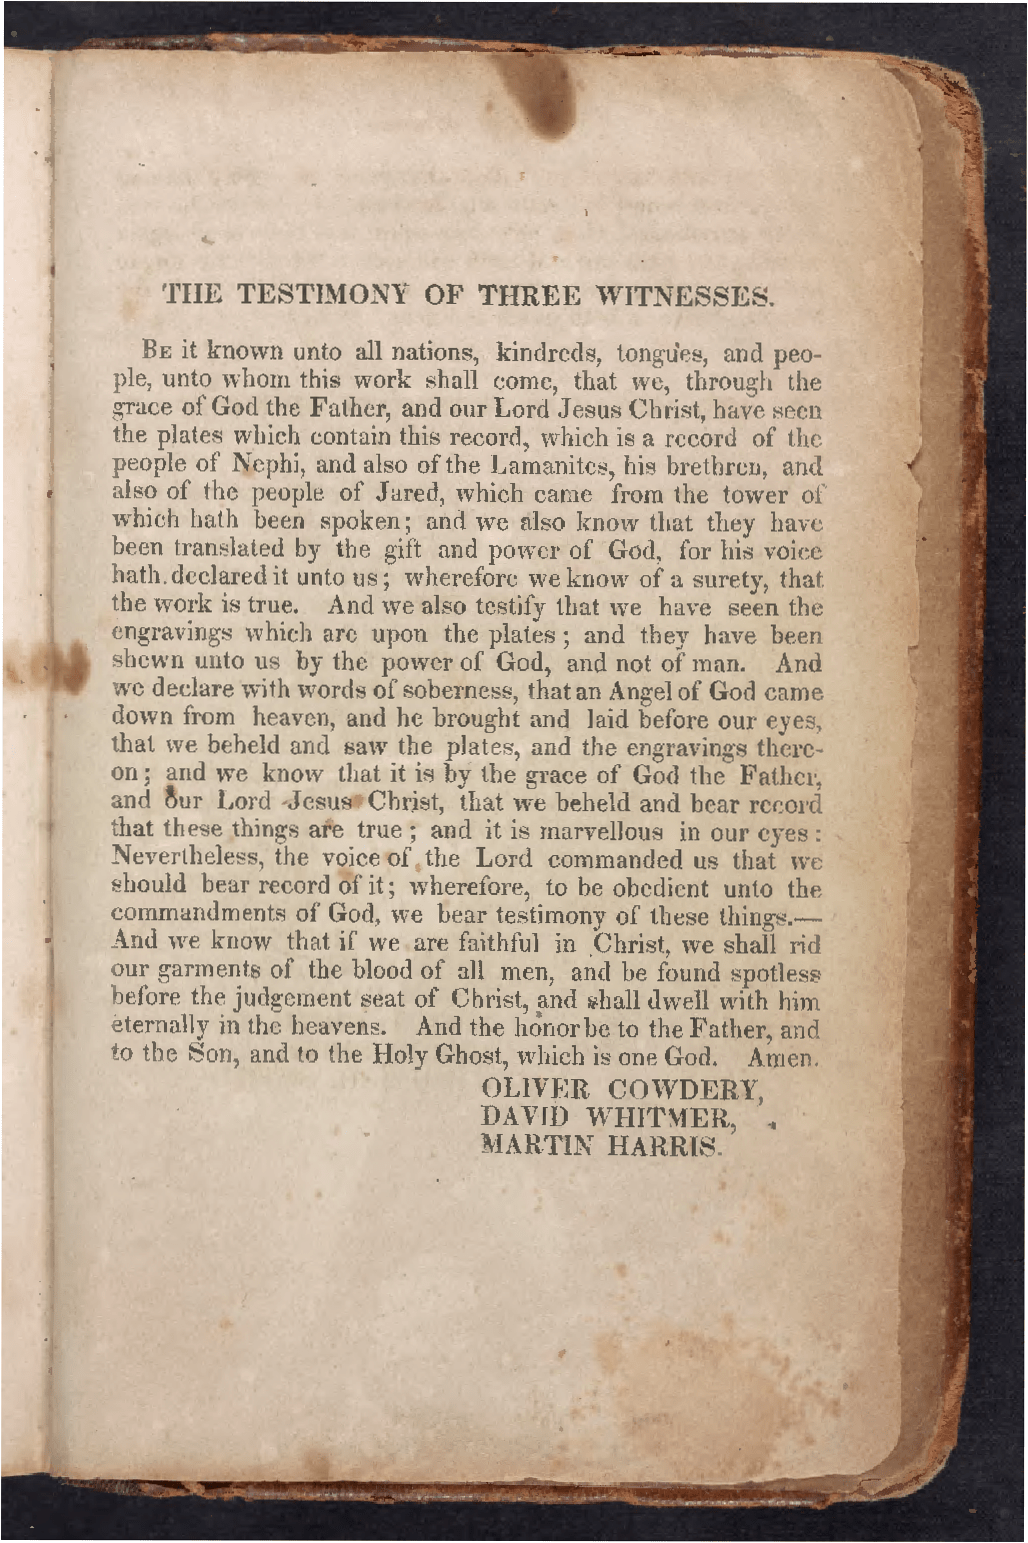 THE TESTIMONY OF THREE WITNESSES.
BE it known unto all nations, kindreds, tongues, and peo-
ple, unto whom this work shall come, that we, through the
grace of God the Father, and our Lord Jesus Christ, have seen
the plates which contain this record, which is a record of the
people of Nephi, and also of the Lamanites, his brethren, and
also of the people of Jared, which came from the tower of
which hath been spoken; and we also know that they have
been translated by the gift and power of God, for his voice
hath declared it unto us; wherefore we know of a surety, that
the work is true. And we also testify that we have seen the
engravings which are upon the plates; and they have been
shewn unto us by the power of God, and not of man. And
we declare with words of soberness, that an Angel of God came
down from heaven, and he brought and laid before our eyes,
that we beheld and saw the plates, and the engravings there-
on; and we know that it is by the grace of God the Father,
and our Lord Jesus Christ, that we beheld and bear record
that these things are true; and it is marvellous in our eyes:
Nevertheless, the voice of the Lord commanded us that we
should bear record of it; wherefore, to be obedient unto the
commandments of God, we bear testimony of these things.—
And we know that if we are faithful in Christ, we shall rid
our garments of the blood of all men, and be found spotless
before the judgement seat of Christ, and shall dwell with him
eternally in the heavens. And the honor be to the Father, and
to the Son, and to the Holy Ghost, which is one God. Amen.
OLIVER COWDERY,
DAVID WHITMER,
MARTIN HARRIS.